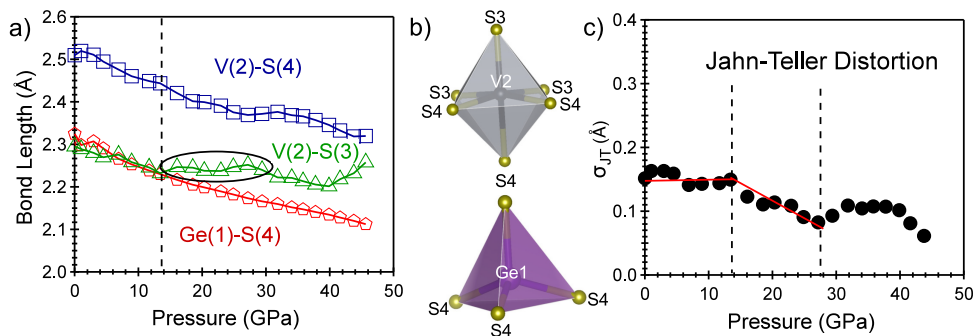 a)
2.6
2.5
2.4
2.3
2.2
2.1
2.0
Bond Length (Å)
V(2)-S(4)
V(2)-S(3)
Ge(1)-S(4)
0 10 20 30 40 50
Pressure (GPa)
b)
S3
V2
S3 S3
S4 S4
S4
S4
Ge1
S4 S4
S4
c)
0.4
0.3
0.2
0.1
0.0
σJT (Å)
Jahn-Teller Distortion
0 10 20 30 40 50
Pressure (GPa)